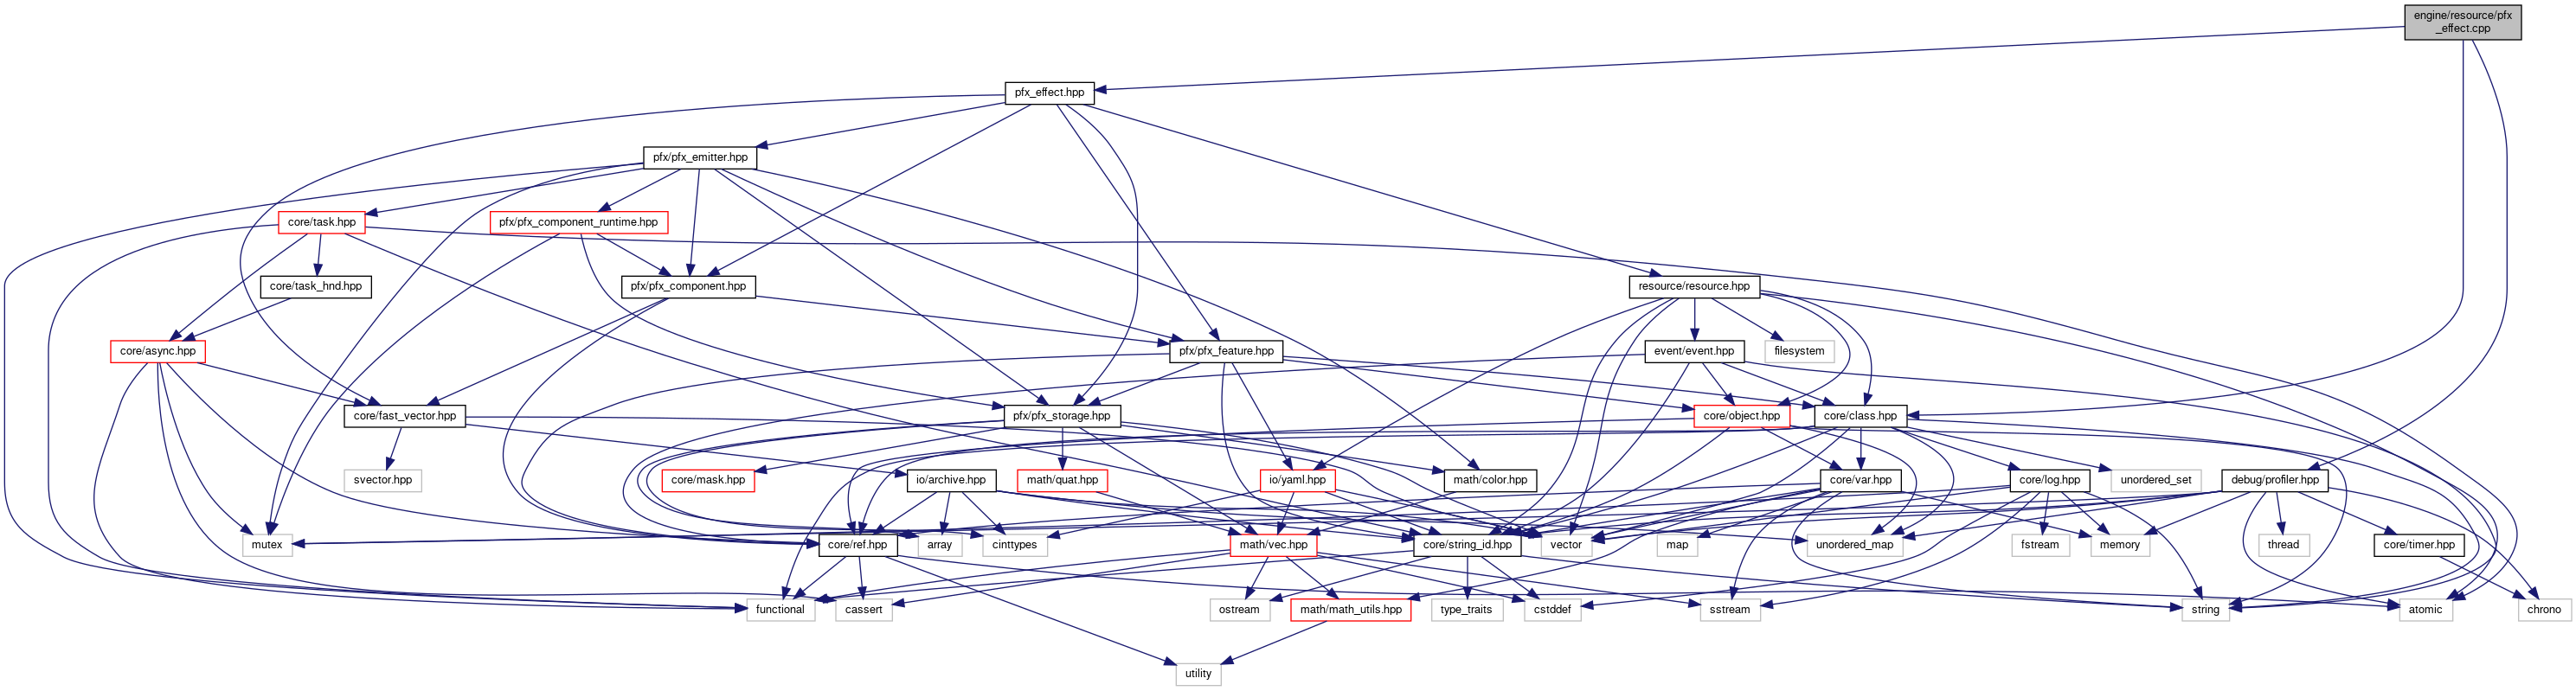 engine/resource/pfx
_effect.cpp
pfx_effect.hpp
pfx/pfx_emitter.hpp
core/task.hpp
pfx/pfx_component_runtime.hpp
core/task_hnd.hpp
pfx/pfx_component.hpp
resource/resource.hpp
core/async.hpp
pfx/pfx_feature.hpp
event/event.hpp
filesystem
core/fast_vector.hpp
pfx/pfx_storage.hpp
core/object.hpp
core/class.hpp
svector.hpp
core/mask.hpp
io/archive.hpp
math/quat.hpp
io/yaml.hpp
math/color.hpp
core/var.hpp
core/log.hpp
unordered_set
debug/profiler.hpp
mutex
core/ref.hpp
array
cinttypes
math/vec.hpp
core/string_id.hpp
vector
map
unordered_map
fstream
memory
thread
core/timer.hpp
functional
cassert
ostream
math/math_utils.hpp
type_traits
cstddef
sstream
string
atomic
chrono
utility